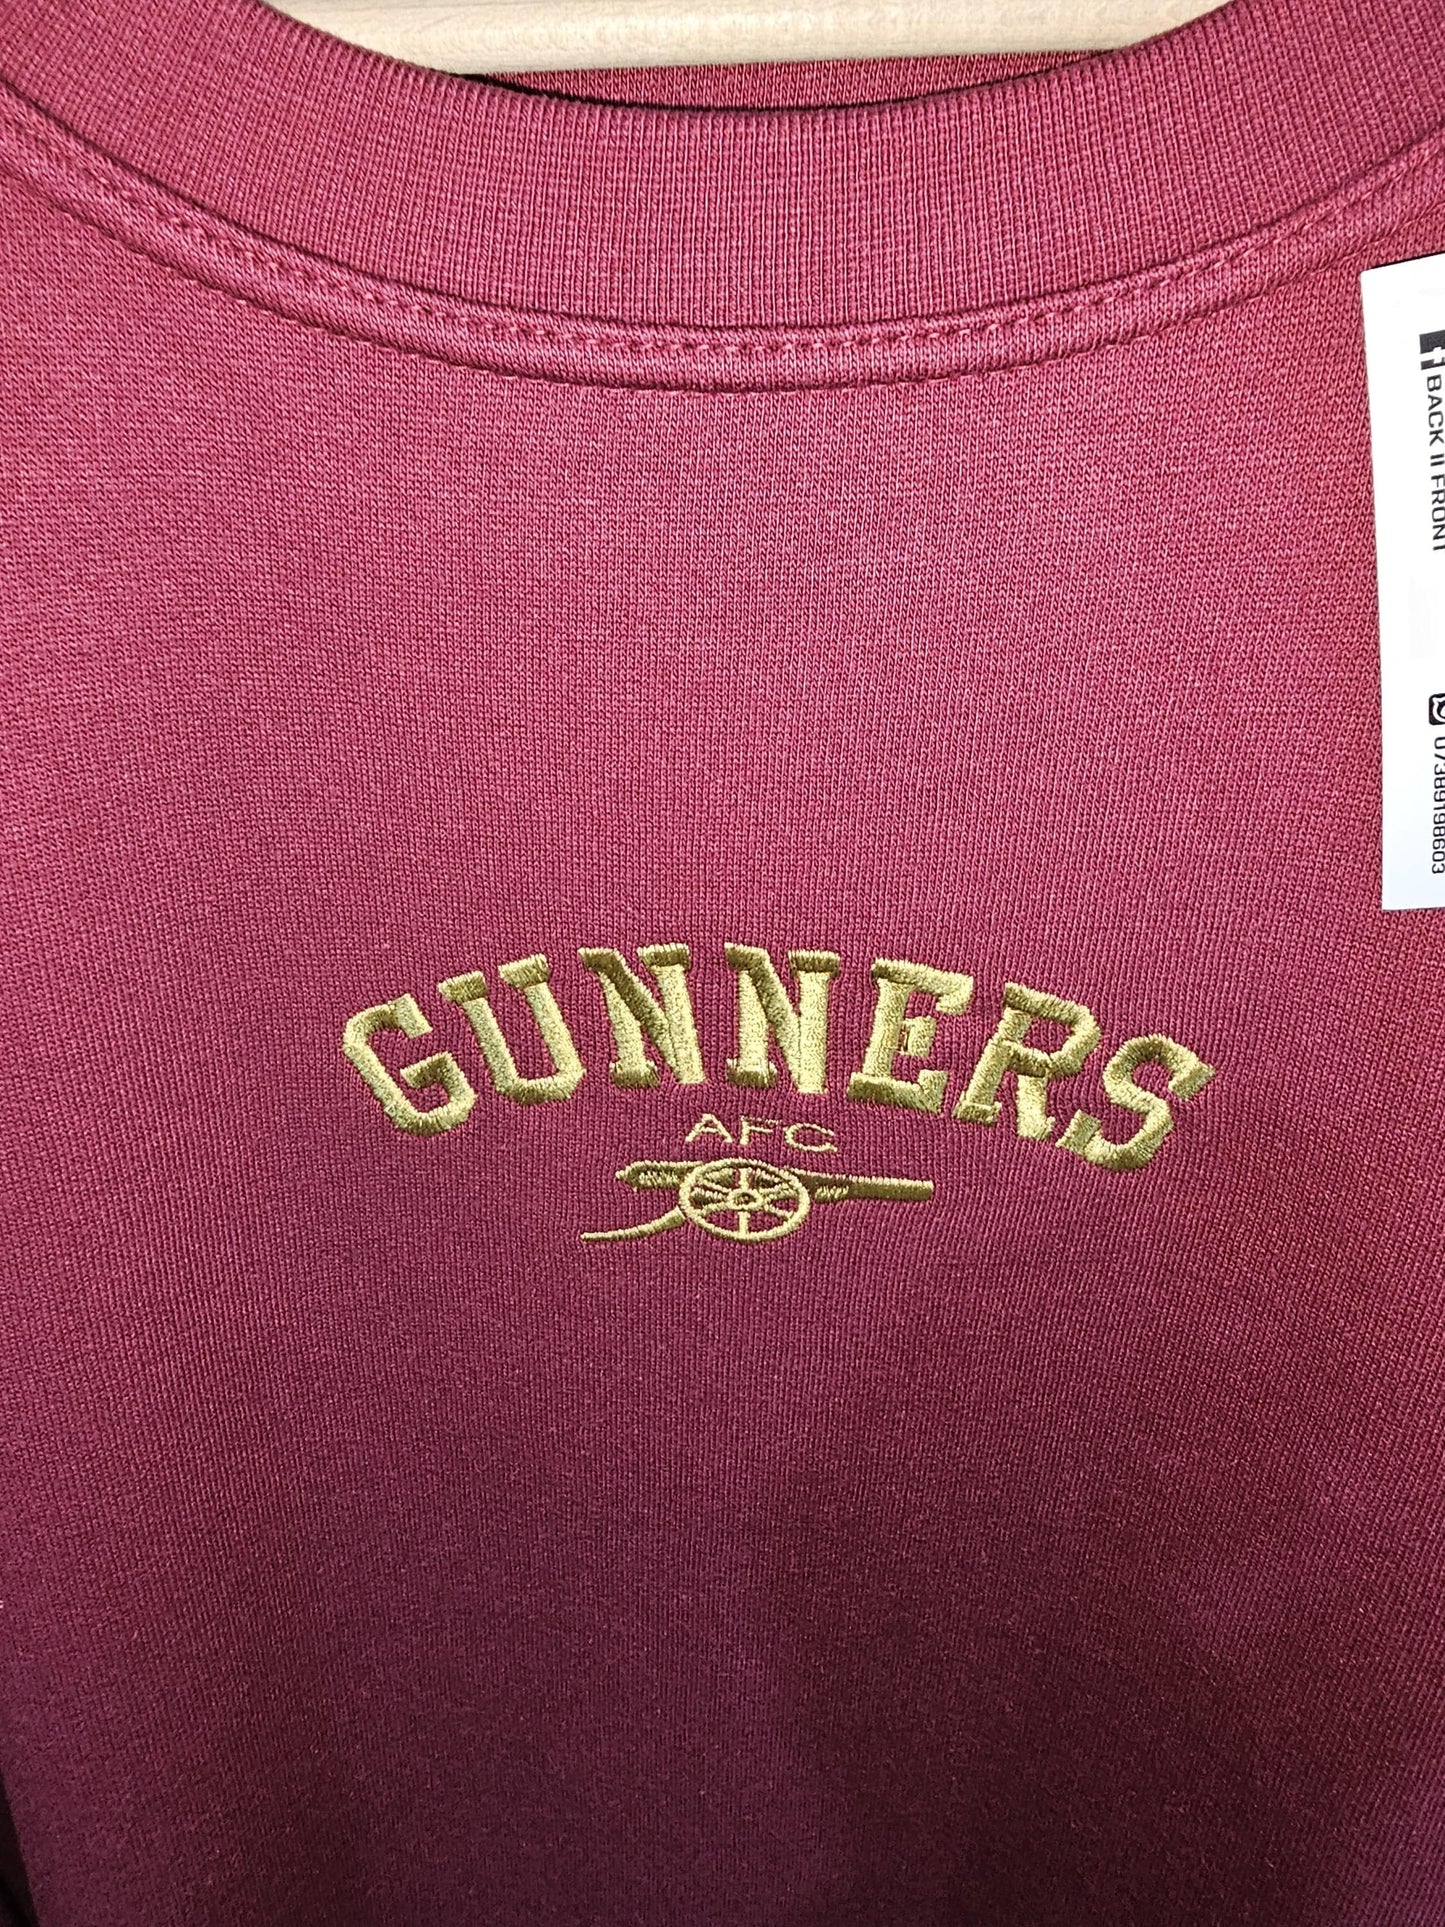 GUNNERS
AFC
BACK II FRONT
07389198603